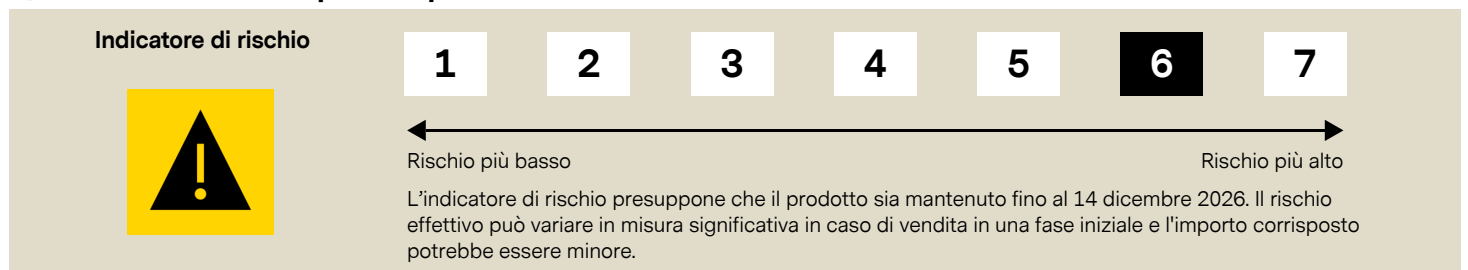 Indicatore di rischio
1 2 3 4 5 6 7
Rischio più basso Rischio più alto
L'indicatore di rischio presuppone che il prodotto sia mantenuto fino al 14 dicembre 2026. Il rischio
effettivo può variare in misura significativa in caso di vendita in una fase iniziale e l'importo corrisposto
potrebbe essere minore.